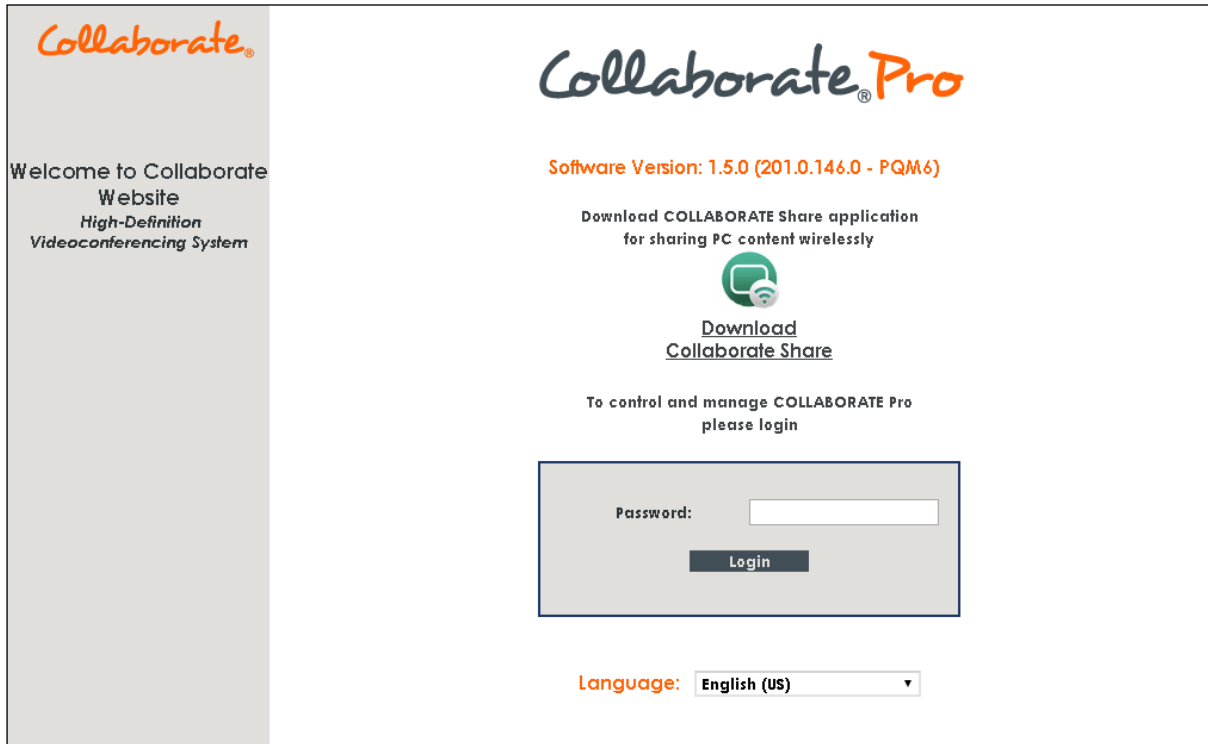 Collaborate®
Welcome to Collaborate
Website
High-Definition
Videoconferencing System
Collaborate®Pro
Software Version: 1.5.0 (201.0.146.0 - PQM6)
Download COLLABORATE Share application
for sharing PC content wirelessly
Download
Collaborate Share
To control and manage COLLABORATE Pro
please login
Password:
Login
Language: English (US)